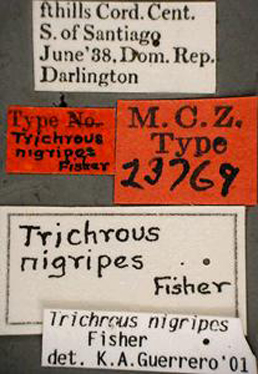 fthills Cord. Cent.
S. of Santiago
June'38, Dom. Rep.
Darlington
Type No.
Trichrous
nigripes
Fisher
M.C.Z.
Type
23769
Trichrous
nigripes
Fisher
Trichrous nigripes
Fisher
det. K.A.Guerrero'01